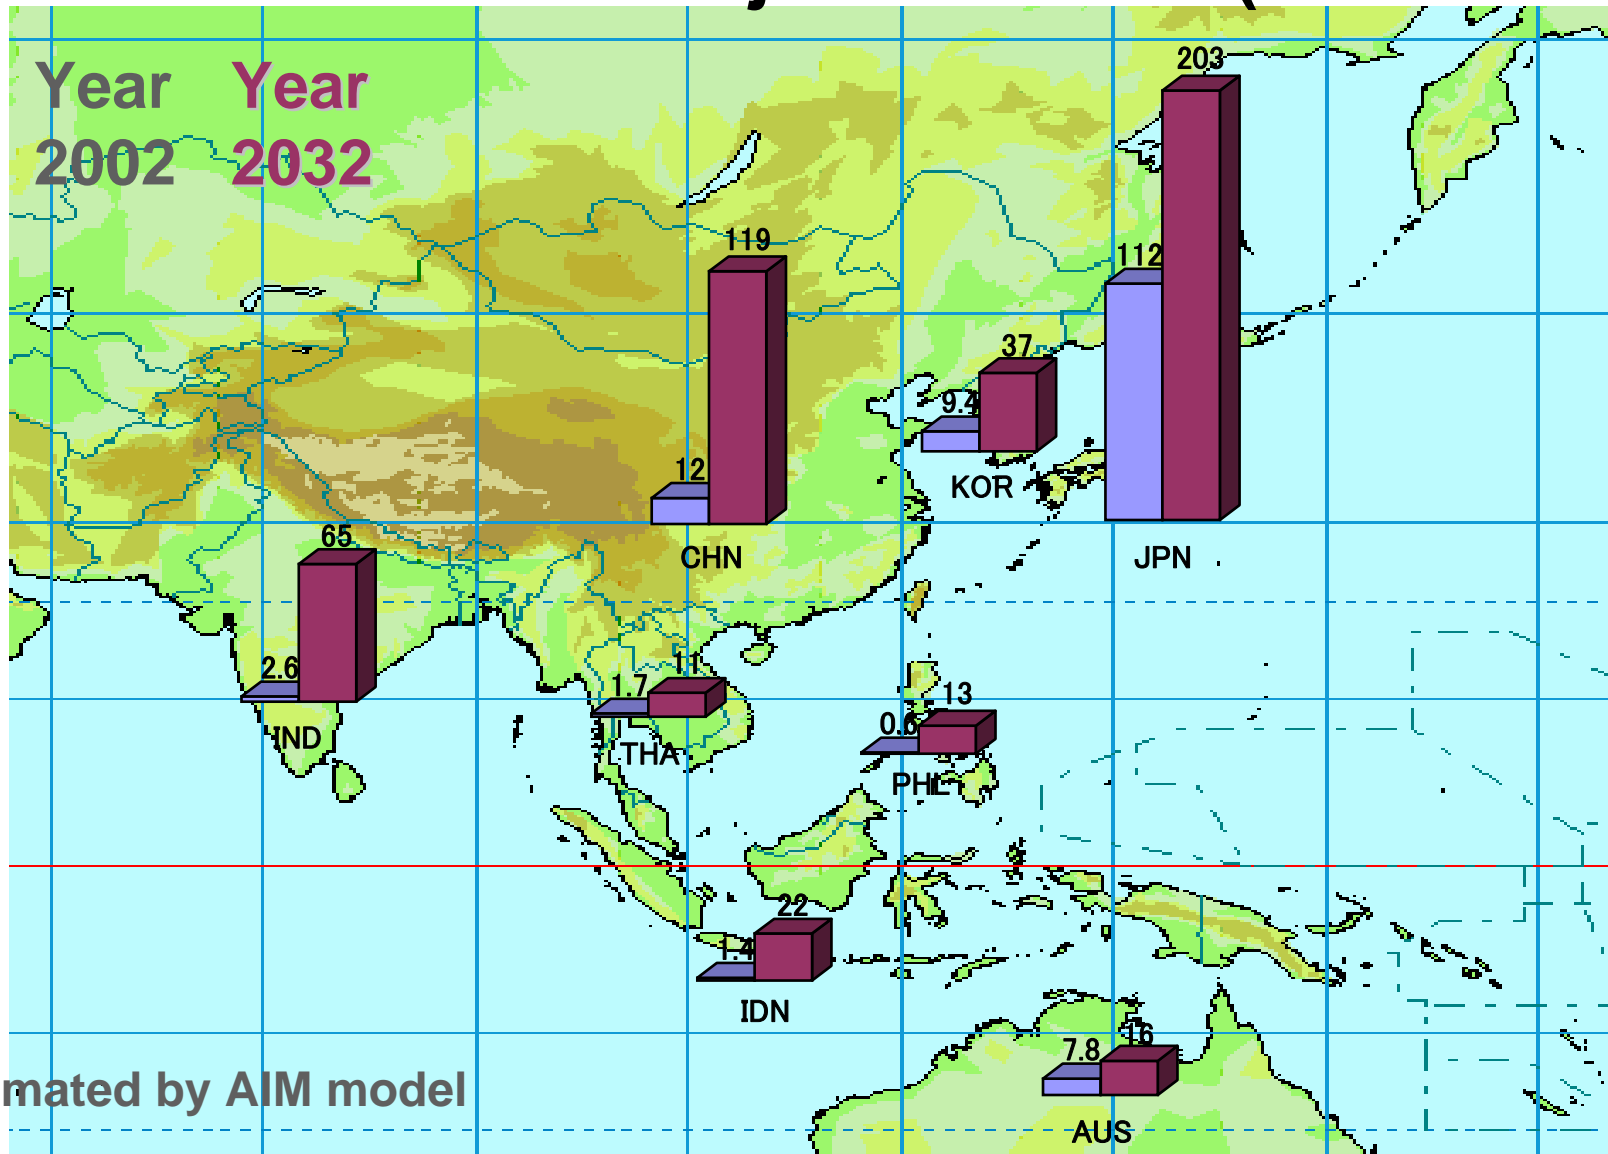 Year Year
2002 2032
203
119
112
37
9.4
12
KOR
65
CHN
JPN
2.6
11
1.7
13
0.6
IND
THA
PHL
22
1.4
IDN
16
7.8
mated by AIM model
AUS